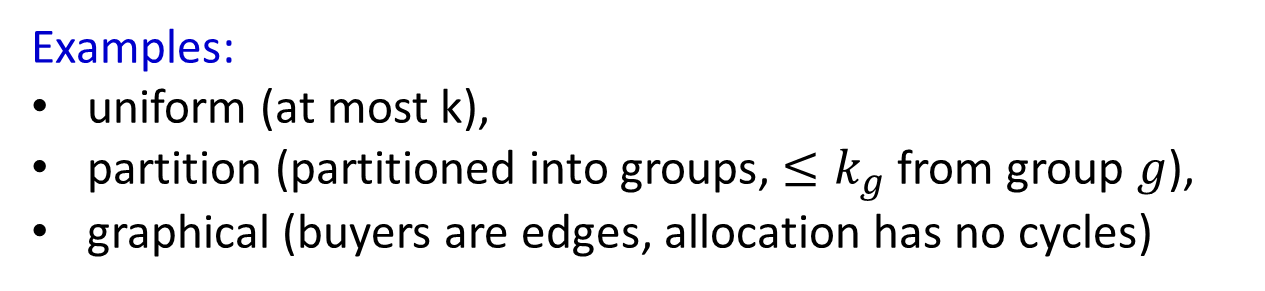 Examples:
• uniform (at most k),
• partition (partitioned into groups, ≤ k_g from group g),
• graphical (buyers are edges, allocation has no cycles)